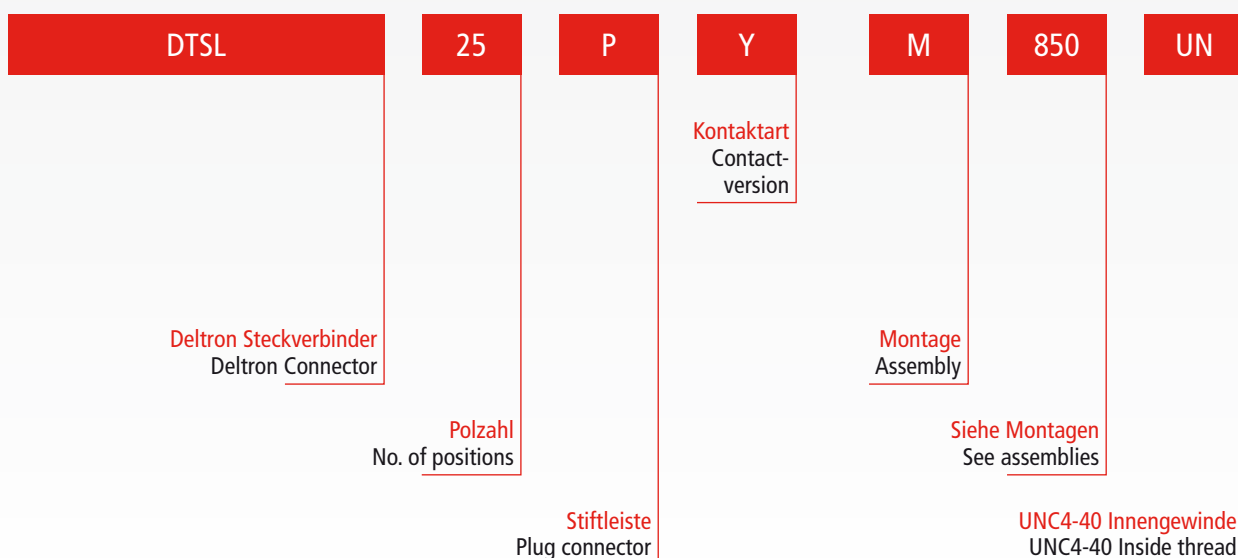 DTSL 25 P Y M 850 UN
Kontaktart
Contact-
version
Deltron Steckverbinder
Deltron Connector
Montage
Assembly
Polzahl
No. of positions
Siehe Montagen
See assemblies
Stiftleiste
Plug connector
UNC4-40 Innengewinde
UNC4-40 Inside thread